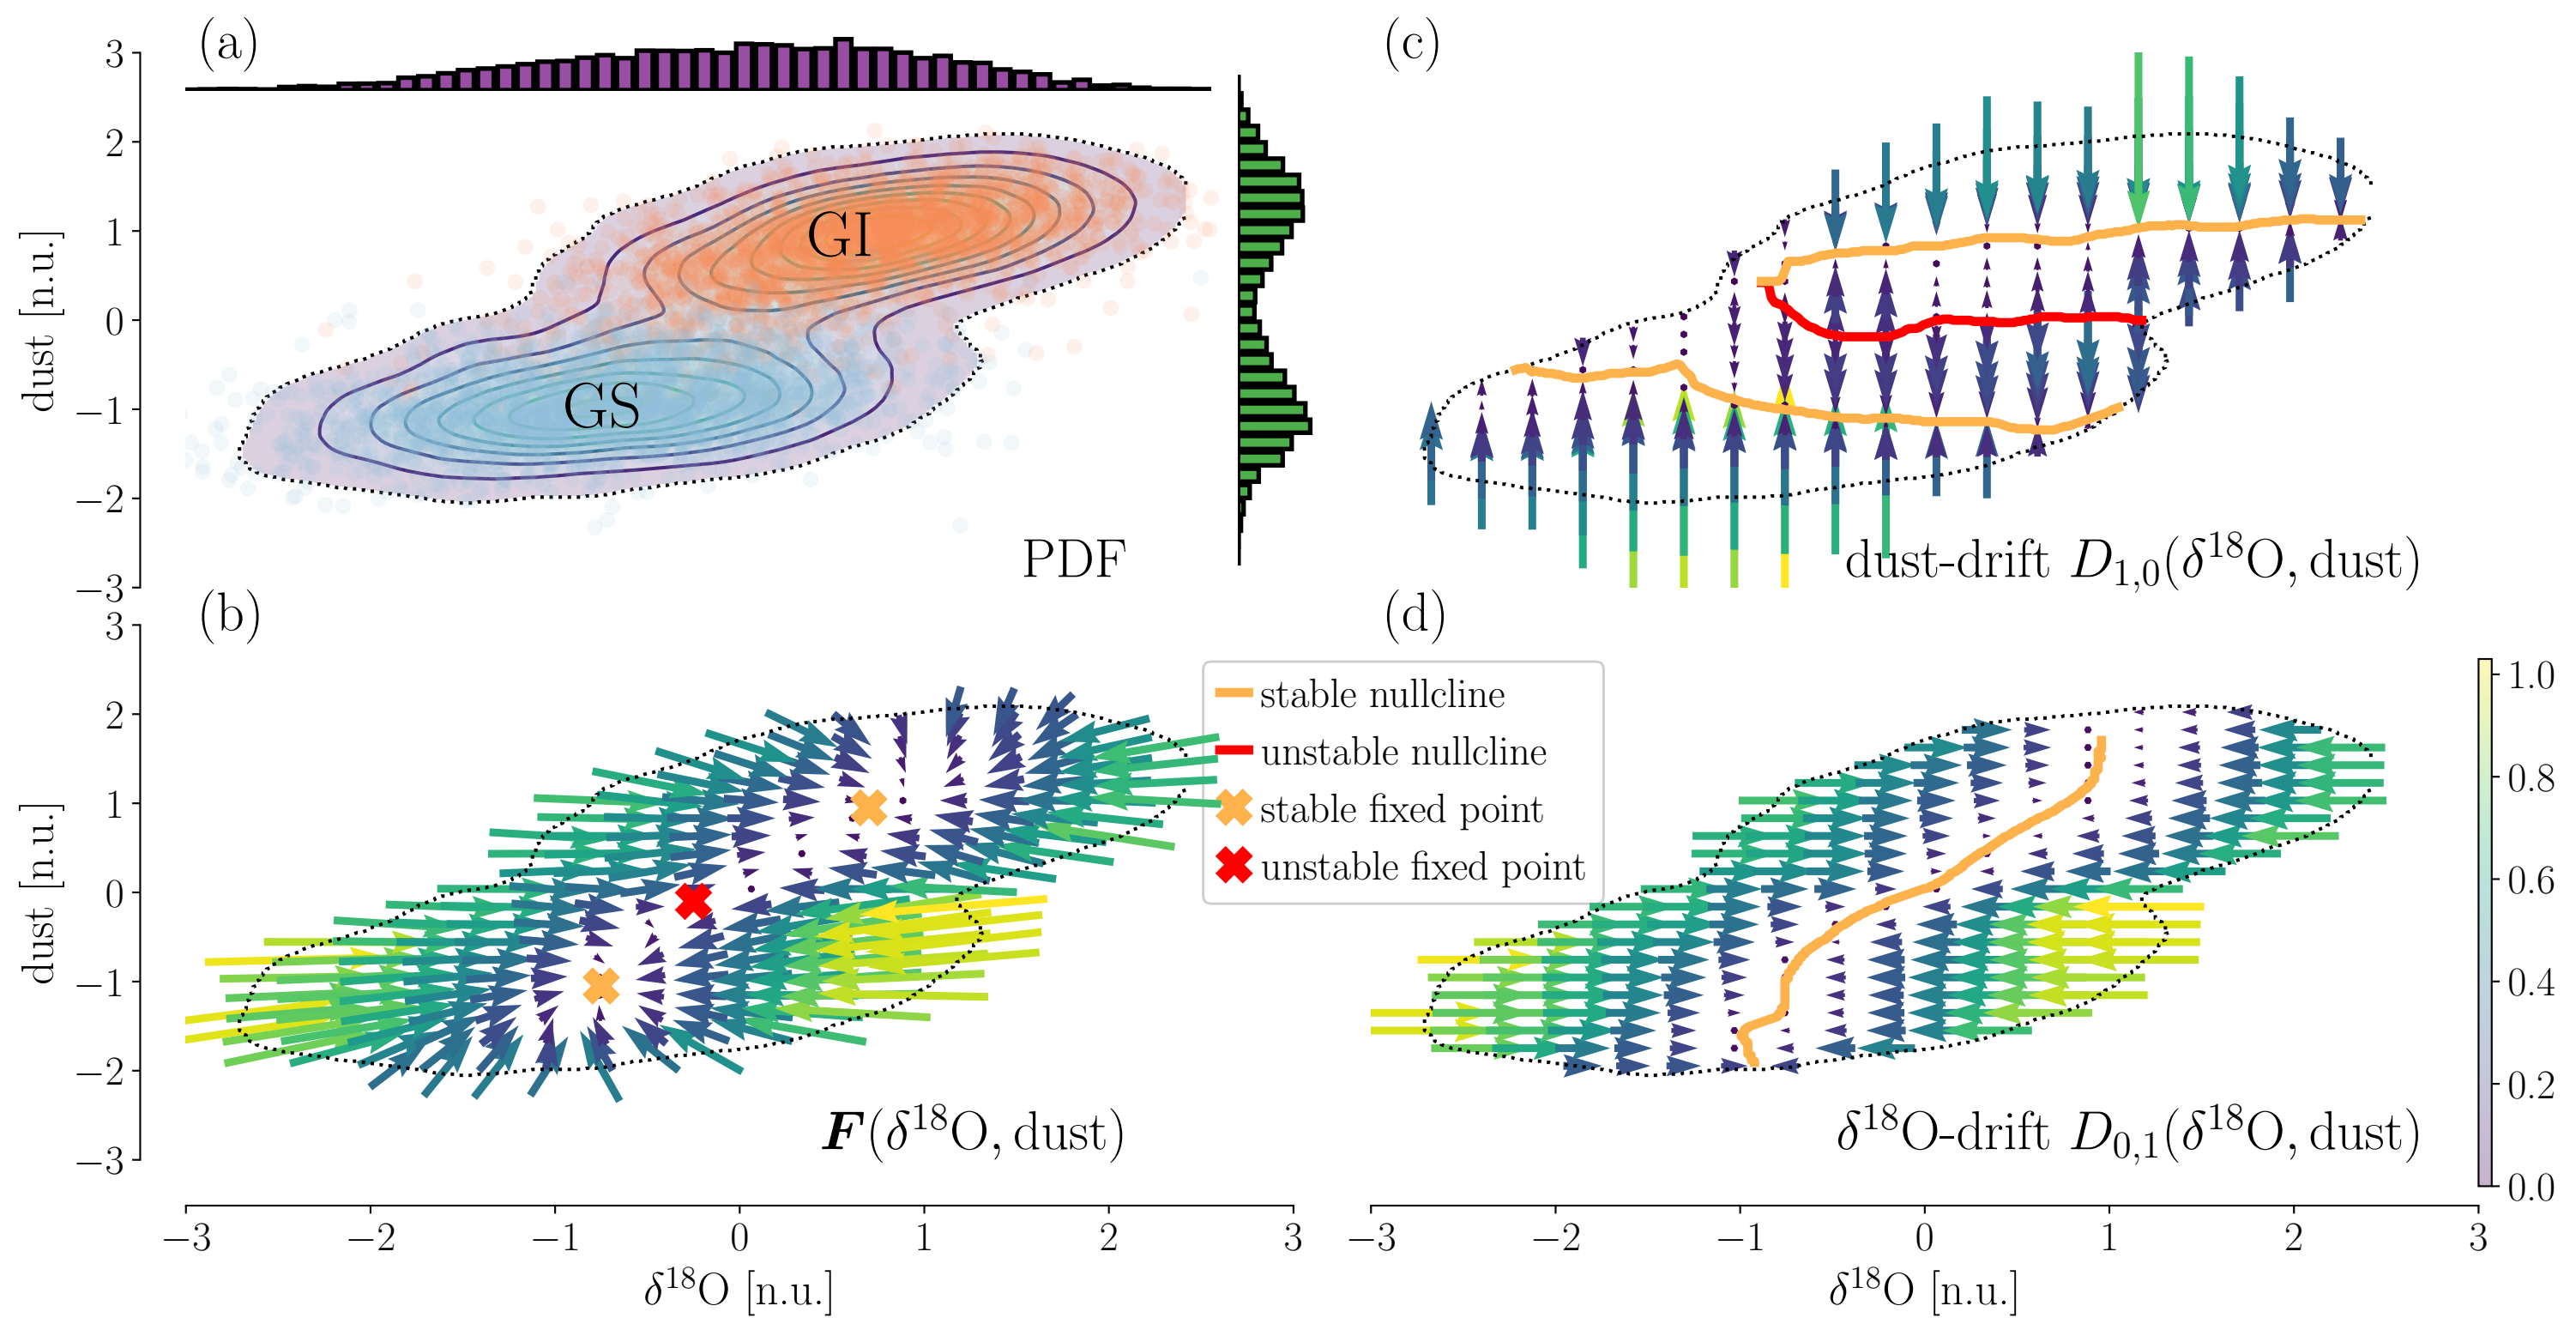 (a)
3
2
1
0
−1
−2
−3
dust [n.u.]
GI
GS
PDF
(c)
dust-drift D1,0(δ18O, dust)
(b)
3
2
1
0
−1
−2
−3
dust [n.u.]
F(δ18O, dust)
−3 −2 −1 0 1 2 3
δ18O [n.u.]
stable nullcline
unstable nullcline
stable fixed point
unstable fixed point
(d)
δ18O-drift D0,1(δ18O, dust)
−3 −2 −1 0 1 2 3
δ18O [n.u.]
1.0
0.8
0.6
0.4
0.2
0.0